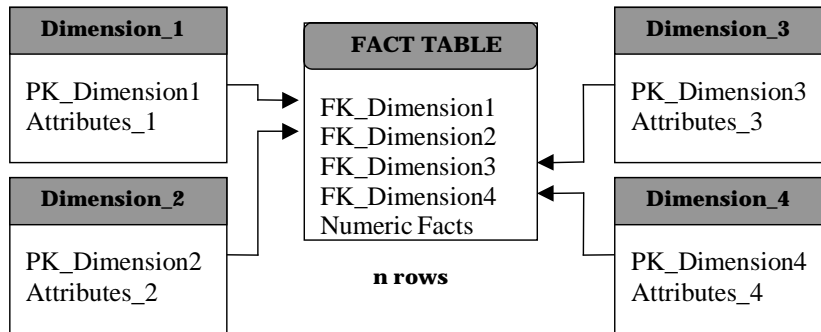 Dimension_1
PK_Dimension1
Attributes_1
Dimension_2
PK_Dimension2
Attributes_2
FACT TABLE
FK_Dimension1
FK_Dimension2
FK_Dimension3
FK_Dimension4
Numeric Facts
n rows
Dimension_3
PK_Dimension3
Attributes_3
Dimension_4
PK_Dimension4
Attributes_4